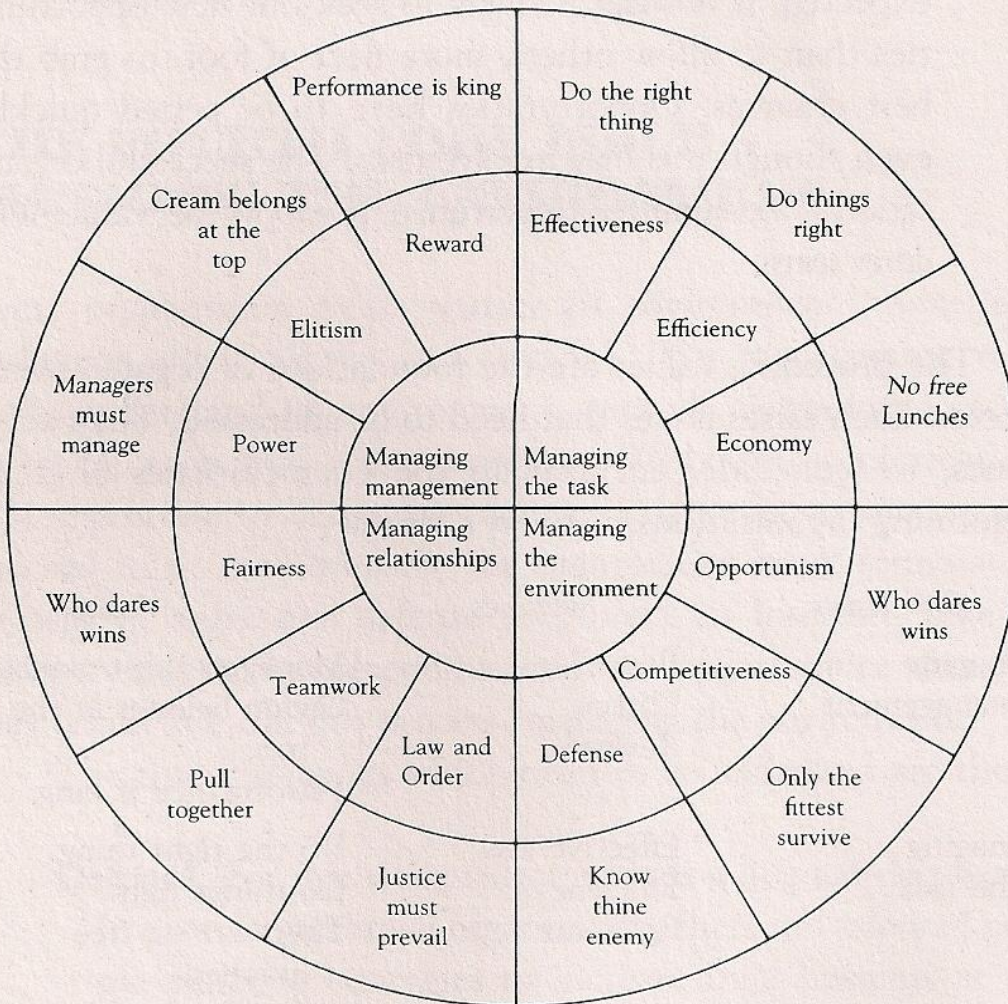 Performance is king
Do the right
thing
Cream belongs
at the
top
Reward
Effectiveness
Do things
right
Elitism
Efficiency
Managers
must
manage
Power
Managing
management
Managing
the task
Economy
No free
Lunches
Who dares
wins
Fairness
Managing
relationships
Managing
the
environment
Opportunism
Who dares
wins
Teamwork
Competitiveness
Pull
together
Law and
Order
Defense
Only the
fittest
survive
Justice
must
prevail
Know
thine
enemy